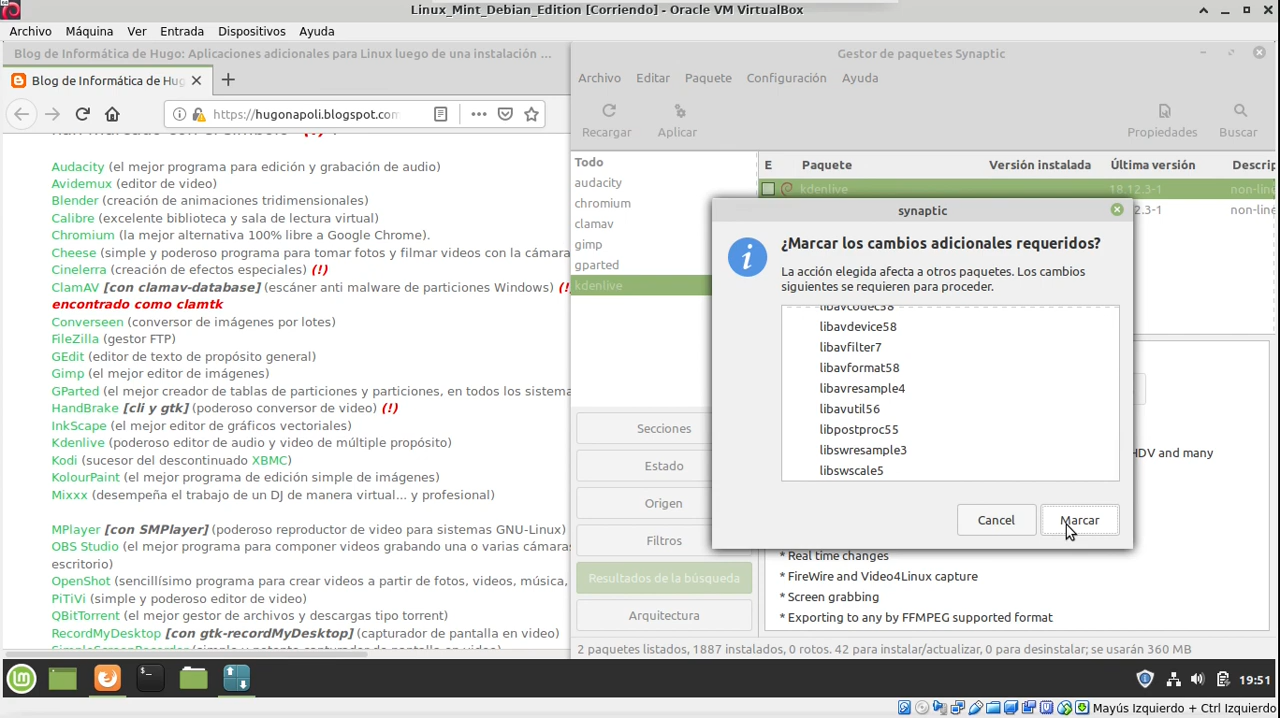 Linux_Mint_Debian_Edition [Corriendo] - Oracle VM VirtualBox
Archivo Máquina Ver Entrada Dispositivos Ayuda
Blog de Informática de Hugo: Aplicaciones adicionales para Linux luego de una instalación ...
Blog de Informática de Hug
https://hugonapoli.blogspot.com
Audacity (el mejor programa para edición y grabación de audio)
Avidemux (editor de video)
Blender (creación de animaciones tridimensionales)
Calibre (excelente biblioteca y sala de lectura virtual)
Chromium (la mejor alternativa 100% libre a Google Chrome).
Cheese (simple y poderoso programa para tomar fotos y filmar videos con la cámara
Cinelerra (creación de efectos especiales) (!)
ClamAV [con clamav-database] (escáner anti malware de particiones Windows) (!
encontrado como clamtk
Converseen (conversor de imágenes por lotes)
FileZilla (gestor FTP)
GEdit (editor de texto de propósito general)
Gimp (el mejor editor de imágenes)
GParted (el mejor creador de tablas de particiones y particiones, en todos los sistema
HandBrake [cli y gtk] (poderoso conversor de video) (!)
InkScape (el mejor editor de gráficos vectoriales)
Kdenlive (poderoso editor de audio y video de múltiple propósito)
Kodi (sucesor del descontinuado XBMC)
KolourPaint (el mejor programa de edición simple de imágenes)
Mixxx (desempeña el trabajo de un DJ de manera virtual... y profesional)
MPlayer [con SMPlayer] (poderoso reproductor de video para sistemas GNU-Linux)
OBS Studio (el mejor programa para componer videos grabando una o varias cámaras
escritorio)
OpenShot (sencillísimo programa para crear videos a partir de fotos, videos, música,
PiTiVi (simple y poderoso editor de video)
QBitTorrent (el mejor gestor de archivos y descargas tipo torrent)
RecordMyDesktop [con gtk-recordMyDesktop] (capturador de pantalla en video)
Gestor de paquetes Synaptic
Archivo Editar Paquete Configuración Ayuda
Recargar Aplicar Propiedades Buscar
Todo
audacity
chromium
clamav
gimp
gparted
kdenlive
Secciones
Estado
Origen
Filtros
Resultados de la búsqueda
Arquitectura
E Paquete Versión instalada Última versión Descrip
kdenlive 18.12.3-1 non-line
.12.3-1 non-line
synaptic
¿Marcar los cambios adicionales requeridos?
La acción elegida afecta a otros paquetes. Los cambios
siguientes se requieren para proceder.
libavcodec58
libavdevice58
libavfilter7
libavformat58
libavresample4
libavutil56
libpostproc55
libswresample3
libswscale5
Cancel Marcar
HDV and many
* Real time changes
* FireWire and Video4Linux capture
* Screen grabbing
* Exporting to any by FFMPEG supported format
2 paquetes listados, 1887 instalados, 0 rotos. 42 para instalar/actualizar, 0 para desinstalar; se usarán 360 MB
19:51
Mayús Izquierdo + Ctrl Izquierdo